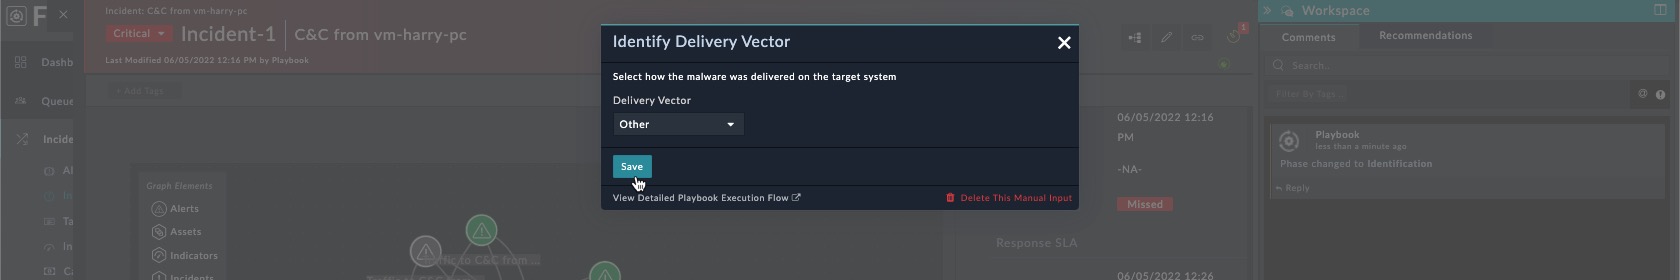 Incident: C&C from vm-harry-pc
Critical
Incident-1
C&C from vm-harry-pc
Last Modified 06/05/2022 12:16 PM by Playbook
+ Add Tags
Dashb
Queue
Incide
Al
In
Ta
In
Ca
Graph Elements
Alerts
Assets
Indicators
Incidents
Identify Delivery Vector
Select how the malware was delivered on the target system
Delivery Vector
Other
Save
View Detailed Playbook Execution Flow
Delete This Manual Input
to C&C from ...
06/05/2022 12:16
PM
-NA-
Missed
Response SLA
06/05/2022 12:26
1
Workspace
Comments
Recommendations
Search..
Filter By Tags...
@
Playbook
less than a minute ago
Phase changed to Identification
Reply